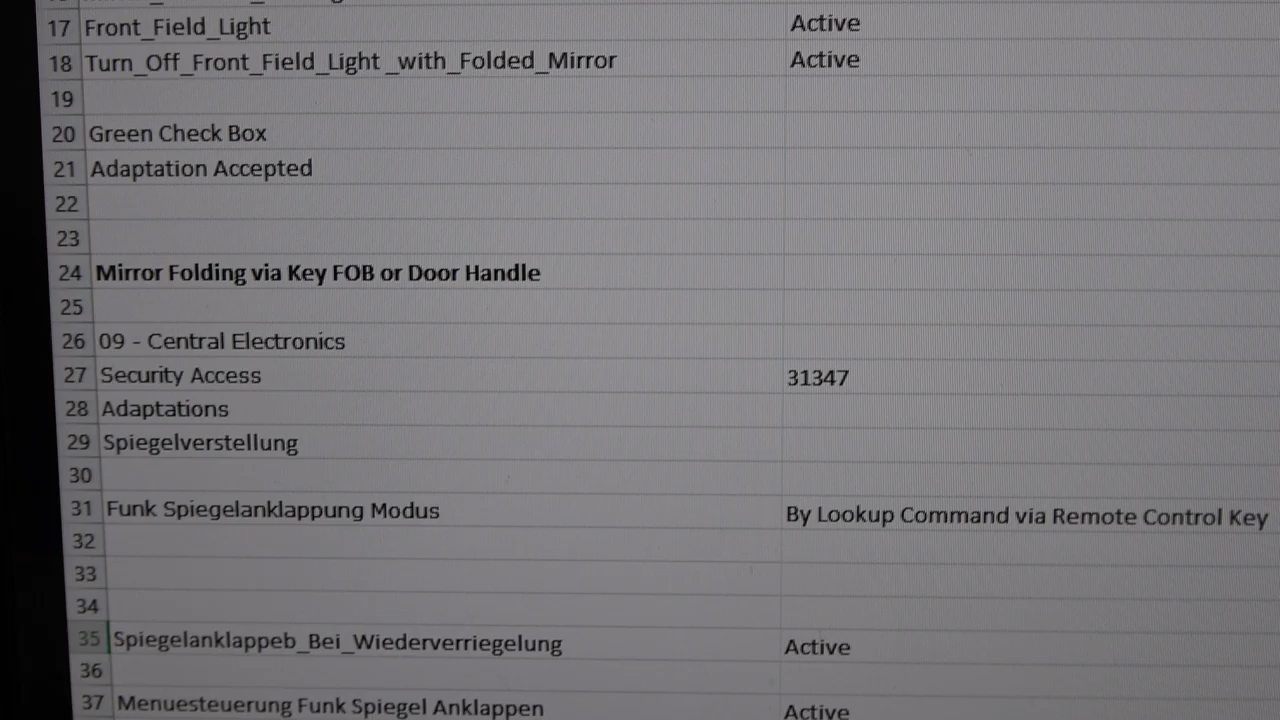 17 Front_Field_Light Active
18 Turn_Off_Front_Field_Light _with_Folded_Mirror Active
19
20 Green Check Box
21 Adaptation Accepted
22
23
24 Mirror Folding via Key FOB or Door Handle
25
26 09 - Central Electronics
27 Security Access 31347
28 Adaptations
29 Spiegelverstellung
30
31 Funk Spiegelanklappung Modus By Lookup Command via Remote Control Key
32
33
34
35 Spiegelanklappeb_Bei_Wiederverriegelung Active
36
37 Menuesteuerung Funk Spiegel Anklappen Active